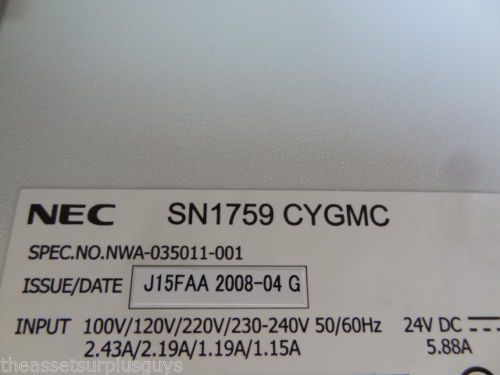 NEC SN1759 CYGMC
SPEC.NO.NWA-035011-001
ISSUE/DATE J15FAA 2008-04 G
INPUT 100V/120V/220V/230-240V 50/60Hz 24V DC
2.43A/2.19A/1.19A/1.15A 5.88A
theassetsurplusguys